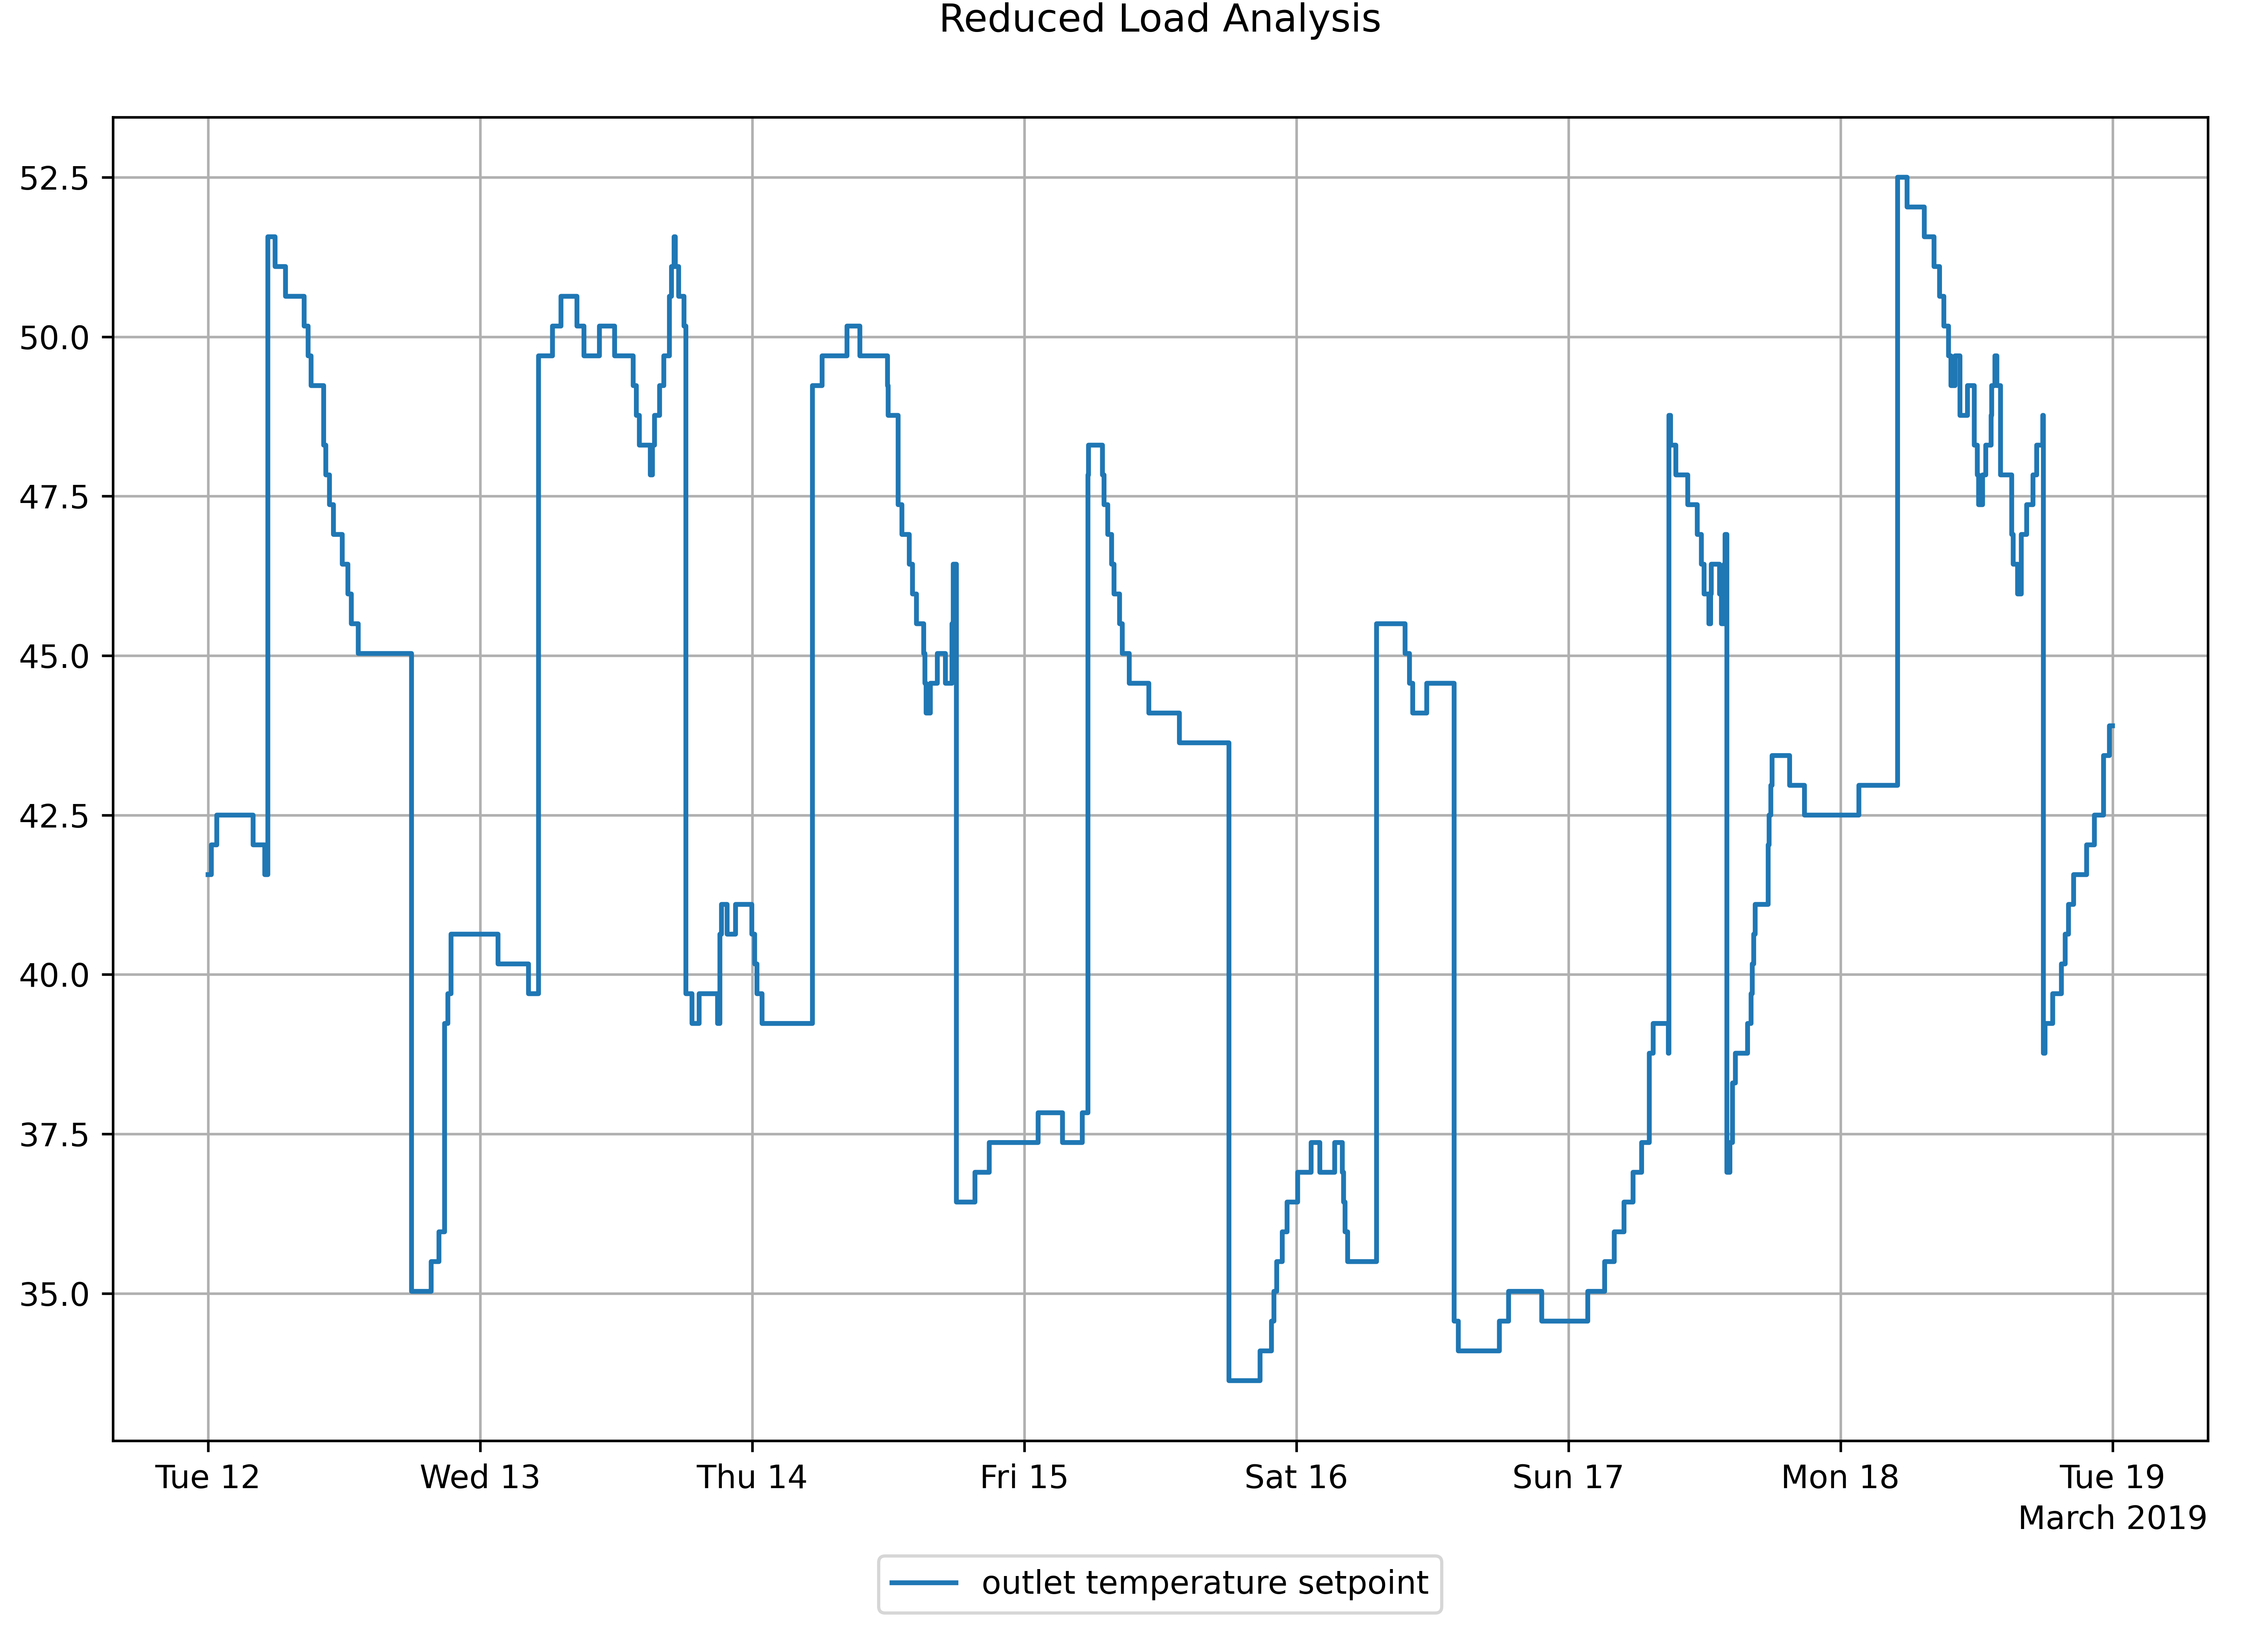 Reduced Load Analysis
52.5
50.0
47.5
45.0
42.5
40.0
37.5
35.0
Tue 12 Wed 13 Thu 14 Fri 15 Sat 16 Sun 17 Mon 18 Tue 19
March 2019
outlet temperature setpoint